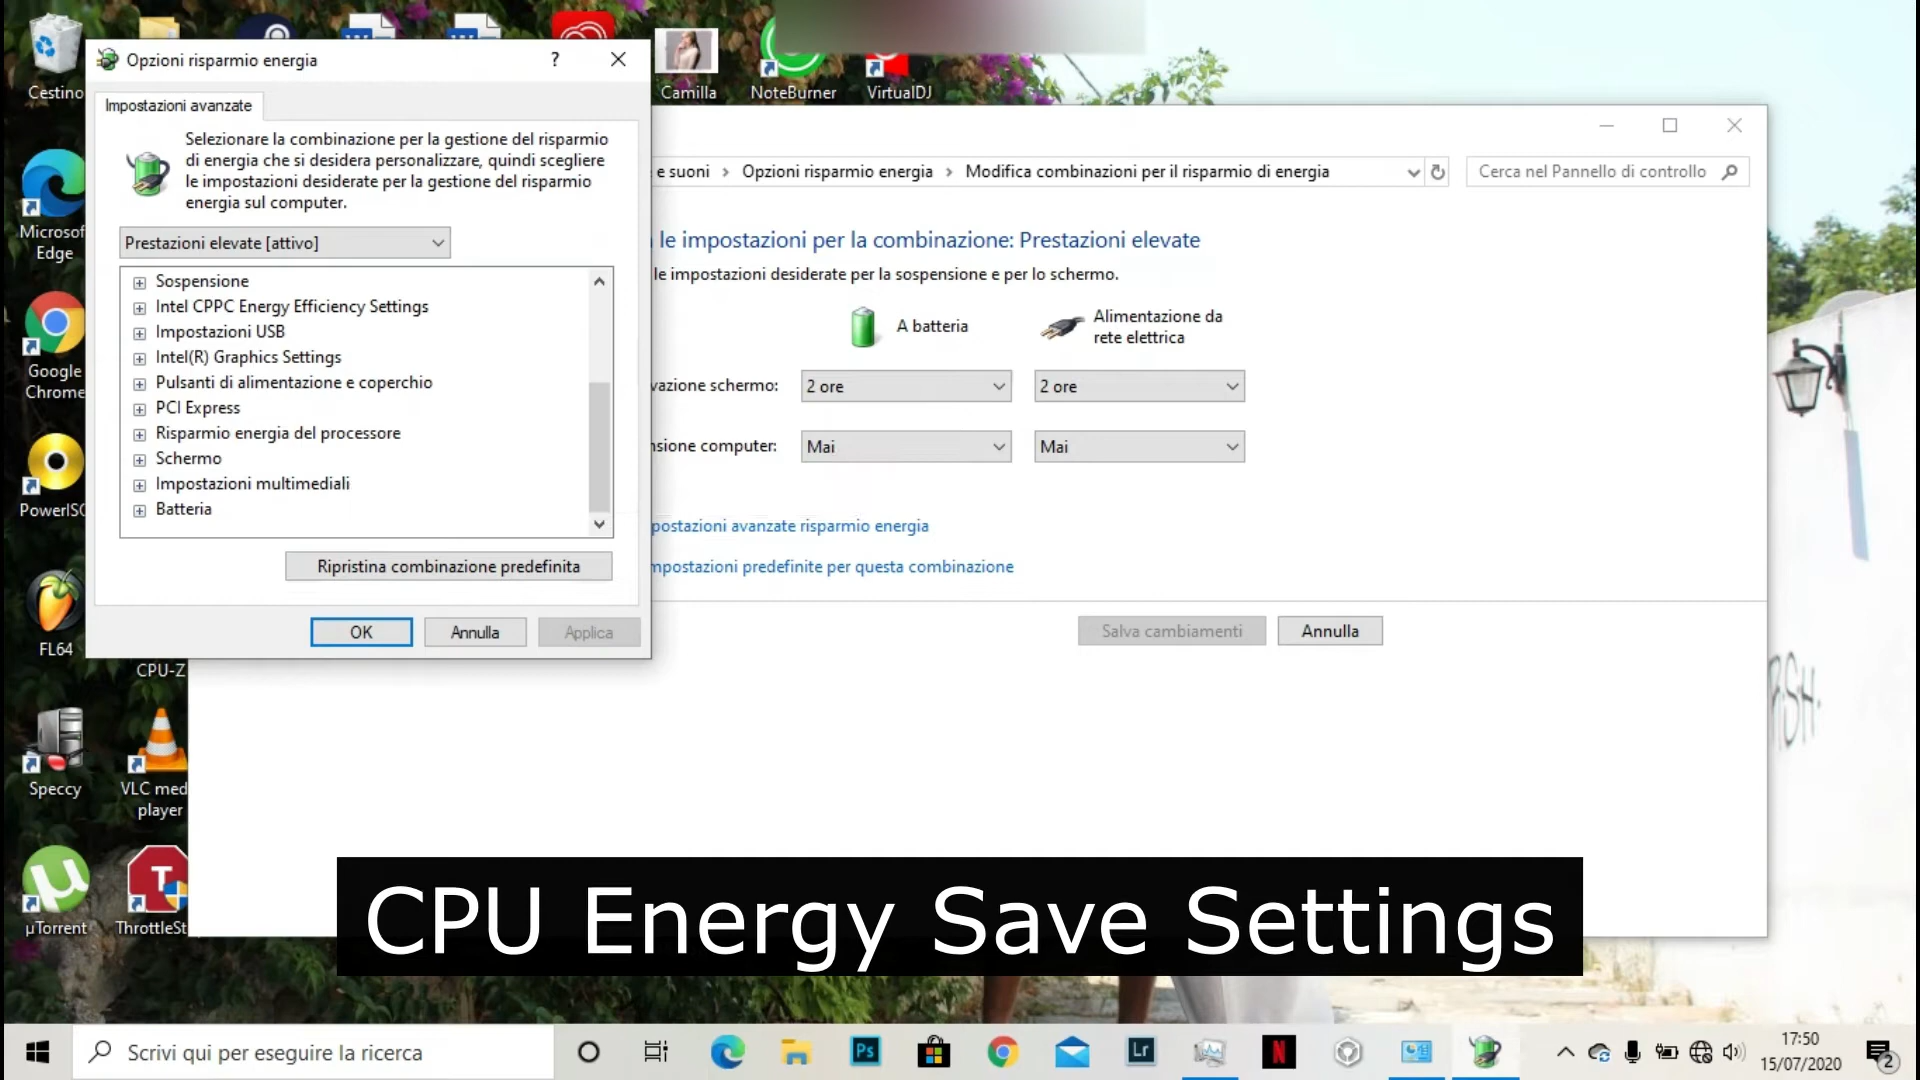 Cestino
Camilla
NoteBurner
VirtualDJ
Microsof
Edge
Google
Chrome
PowerISO
FL64
CPU-Z
Speccy
VLC med
player
µTorrent
ThrottleSt
Opzioni risparmio energia
?
Impostazioni avanzate
Selezionare la combinazione per la gestione del risparmio
di energia che si desidera personalizzare, quindi scegliere
le impostazioni desiderate per la gestione del risparmio
energia sul computer.
Prestazioni elevate [attivo]
Sospensione
Intel CPPC Energy Efficiency Settings
Impostazioni USB
Intel(R) Graphics Settings
Pulsanti di alimentazione e coperchio
PCI Express
Risparmio energia del processore
Schermo
Impostazioni multimediali
Batteria
Ripristina combinazione predefinita
OK Annulla Applica
e suoni > Opzioni risparmio energia > Modifica combinazioni per il risparmio di energia
Cerca nel Pannello di controllo
le impostazioni per la combinazione: Prestazioni elevate
le impostazioni desiderate per la sospensione e per lo schermo.
A batteria
Alimentazione da
rete elettrica
vazione schermo: 2 ore 2 ore
nsione computer: Mai Mai
postazioni avanzate risparmio energia
mpostazioni predefinite per questa combinazione
Salva cambiamenti Annulla
CPU Energy Save Settings
Scrivi qui per eseguire la ricerca
Ps
Lr
N
17:50
15/07/2020
2